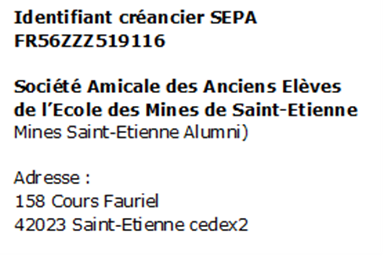 Identifiant créancier SEPA
FR56ZZZ519116
Société Amicale des Anciens Elèves
de l'Ecole des Mines de Saint-Etienne
Mines Saint-Etienne Alumni)
Adresse :
158 Cours Fauriel
42023 Saint-Etienne cedex2